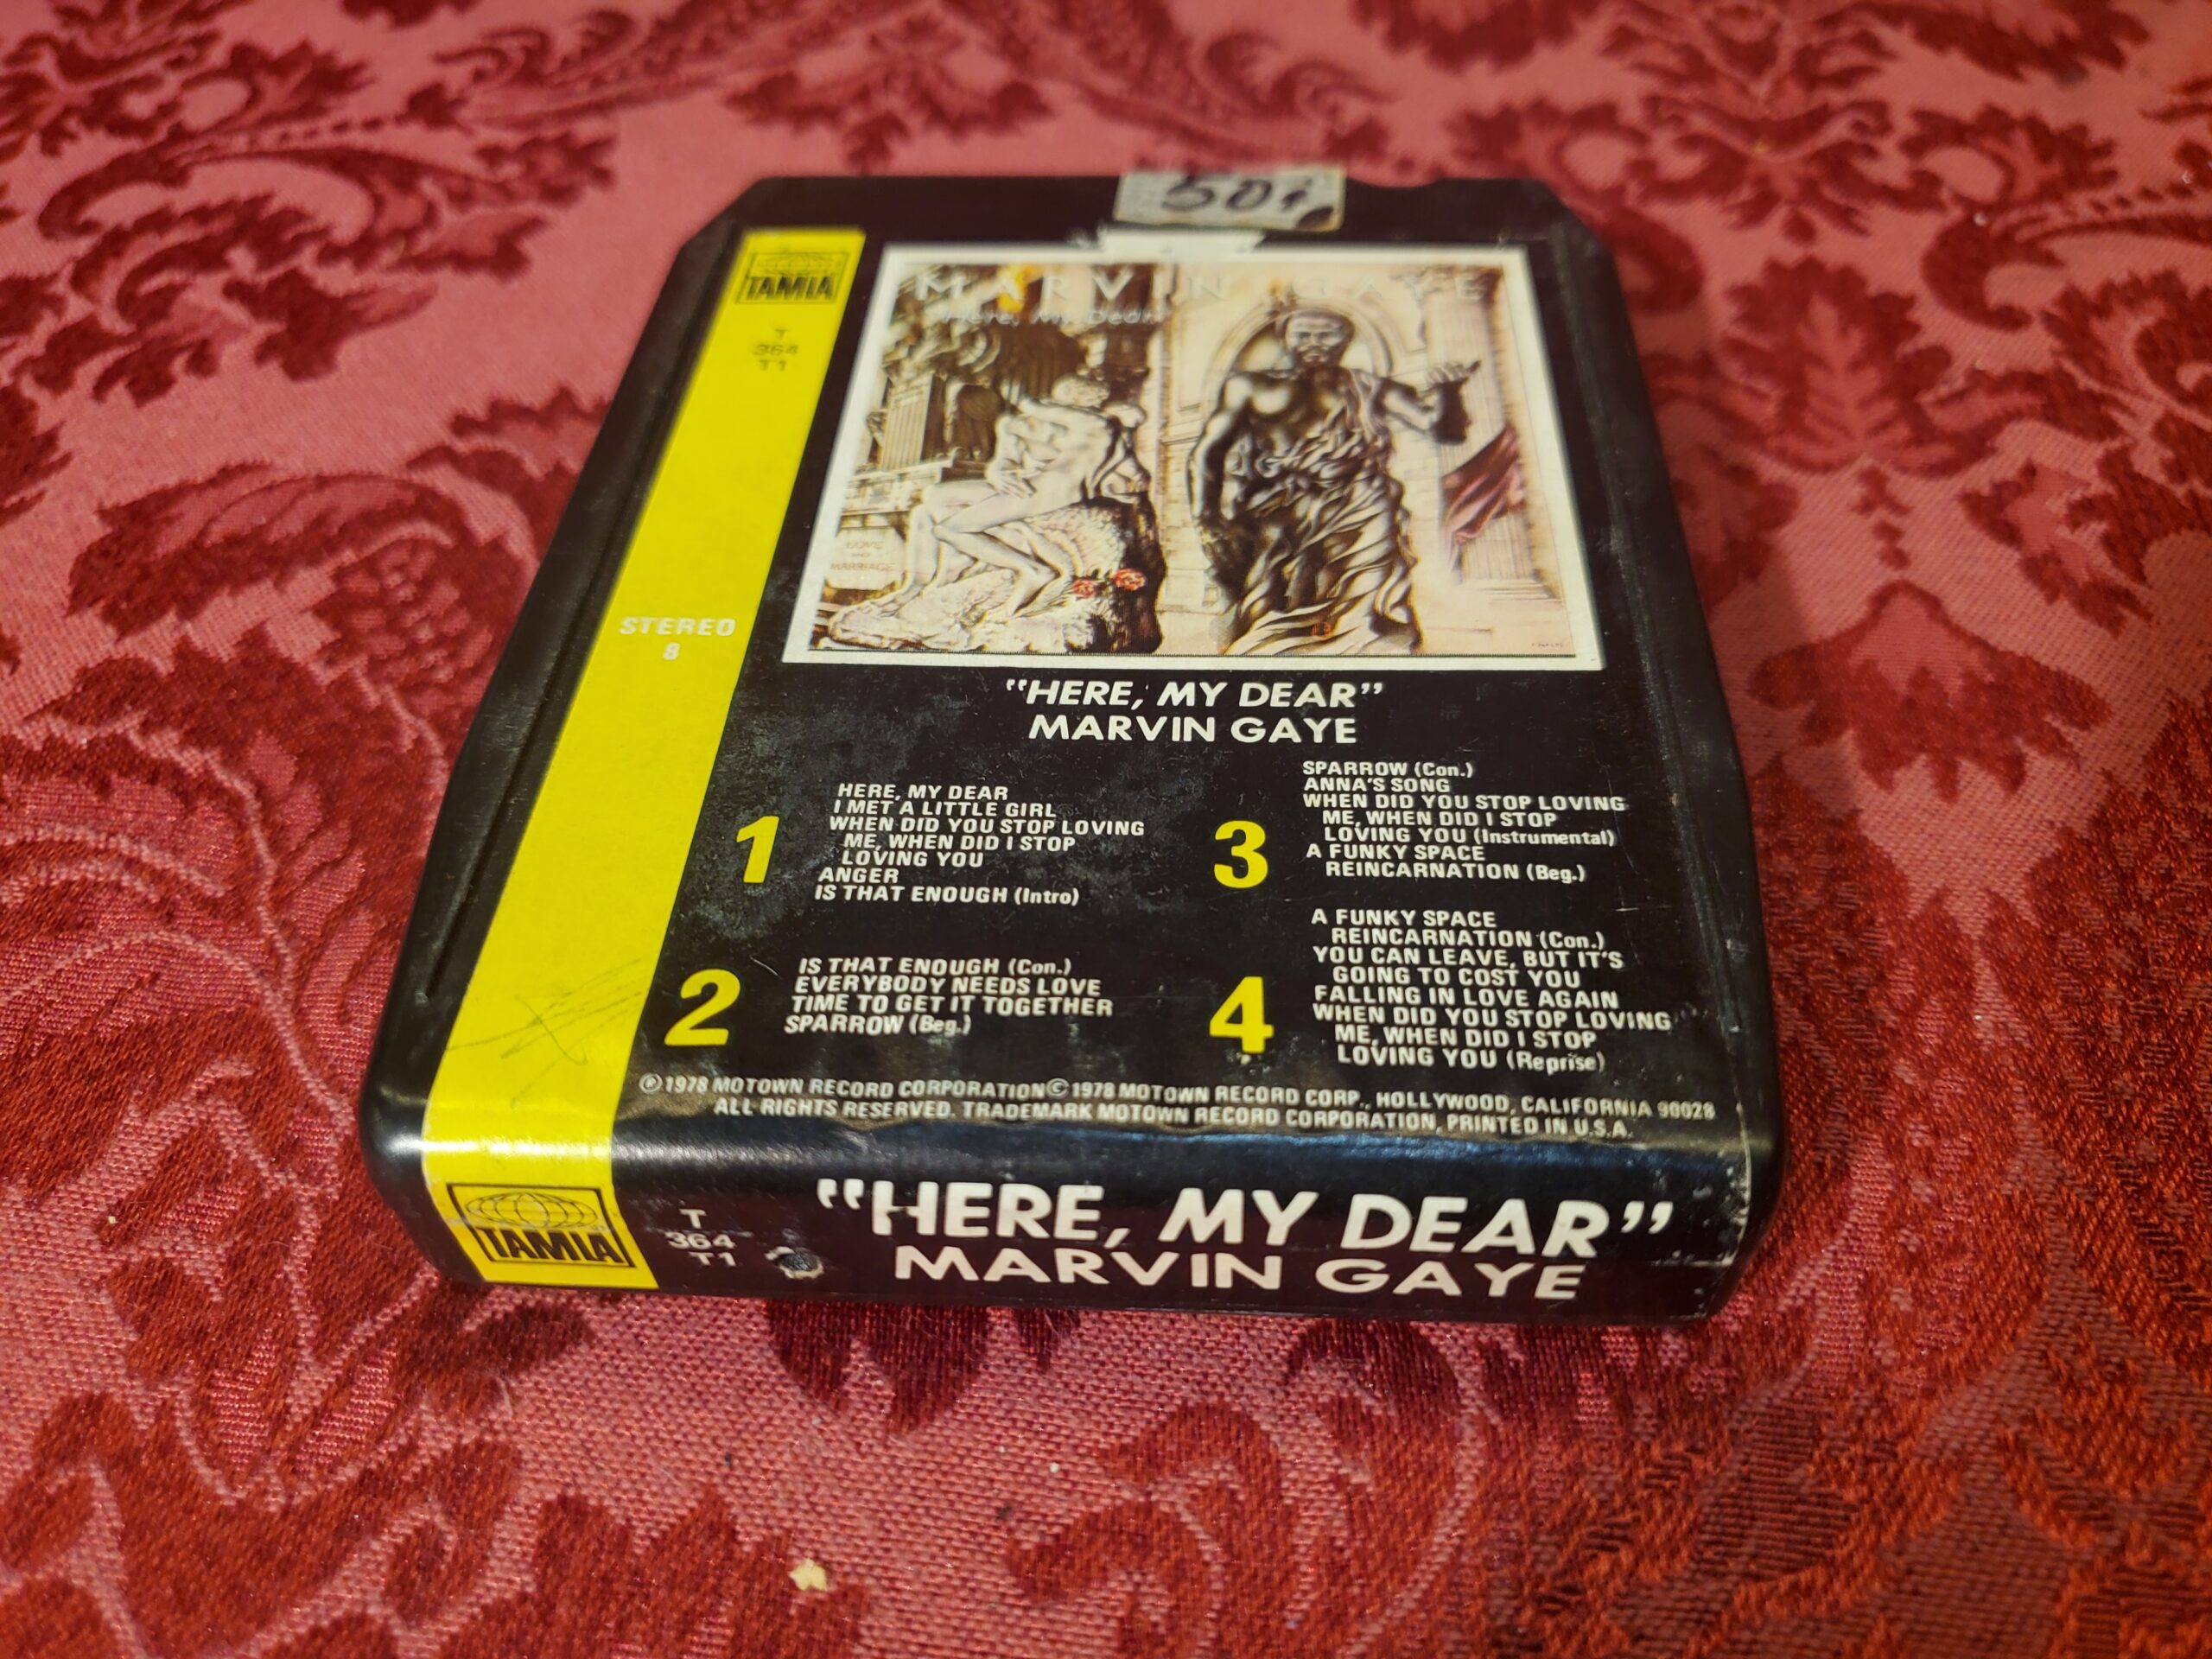 50¢
TAMLA
T
364
T1
STEREO
8
MARVIN GAYE
Here, My Dear
LOVE
AND
MARRIAGE
"HERE, MY DEAR"
MARVIN GAYE
1
HERE, MY DEAR
I MET A LITTLE GIRL
WHEN DID YOU STOP LOVING
ME, WHEN DID I STOP
LOVING YOU
ANGER
IS THAT ENOUGH (Intro)
2
IS THAT ENOUGH (Con.)
EVERYBODY NEEDS LOVE
TIME TO GET IT TOGETHER
SPARROW (Beg.)
3
SPARROW (Con.)
ANNA'S SONG
WHEN DID YOU STOP LOVING
ME, WHEN DID I STOP
LOVING YOU (Instrumental)
A FUNKY SPACE
REINCARNATION (Beg.)
4
A FUNKY SPACE
REINCARNATION (Con.)
YOU CAN LEAVE, BUT IT'S
GOING TO COST YOU
FALLING IN LOVE AGAIN
WHEN DID YOU STOP LOVING
ME, WHEN DID I STOP
LOVING YOU (Reprise)
℗1978 MOTOWN RECORD CORPORATION©1978 MOTOWN RECORD CORP., HOLLYWOOD, CALIFORNIA 90028
ALL RIGHTS RESERVED. TRADEMARK MOTOWN RECORD CORPORATION, PRINTED IN U.S.A.
TAMLA
T
364
T1
"HERE, MY DEAR"
MARVIN GAYE